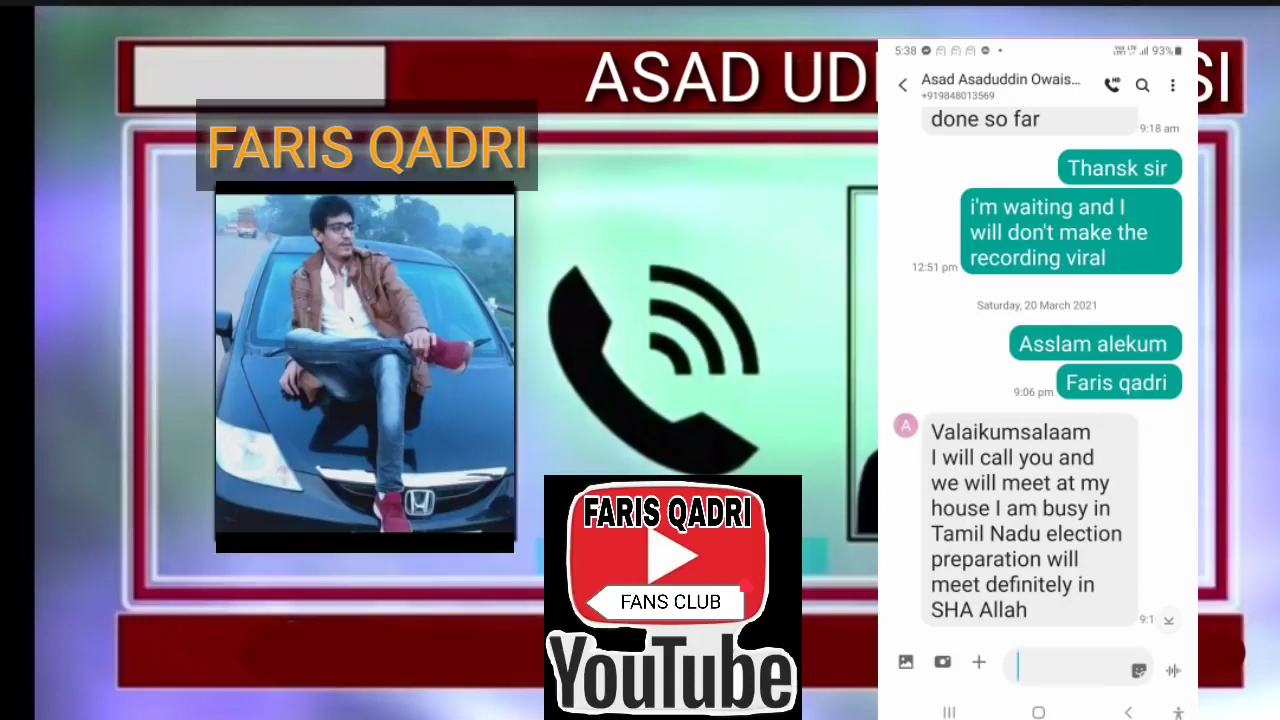 ASAD UD
SI
FARIS QADRI
5:38
93%
Asad Asaduddin Owais...
+919848013569
done so far
9:18 am
Thansk sir
i'm waiting and I
will don't make the
recording viral
12:51 pm
Saturday, 20 March 2021
Asslam alekum
Faris qadri
9:06 pm
A
Valaikumsalaam
I will call you and
we will meet at my
house I am busy in
Tamil Nadu election
preparation will
meet definitely in
SHA Allah
9:1
FARIS QADRI
FANS CLUB
YouTube